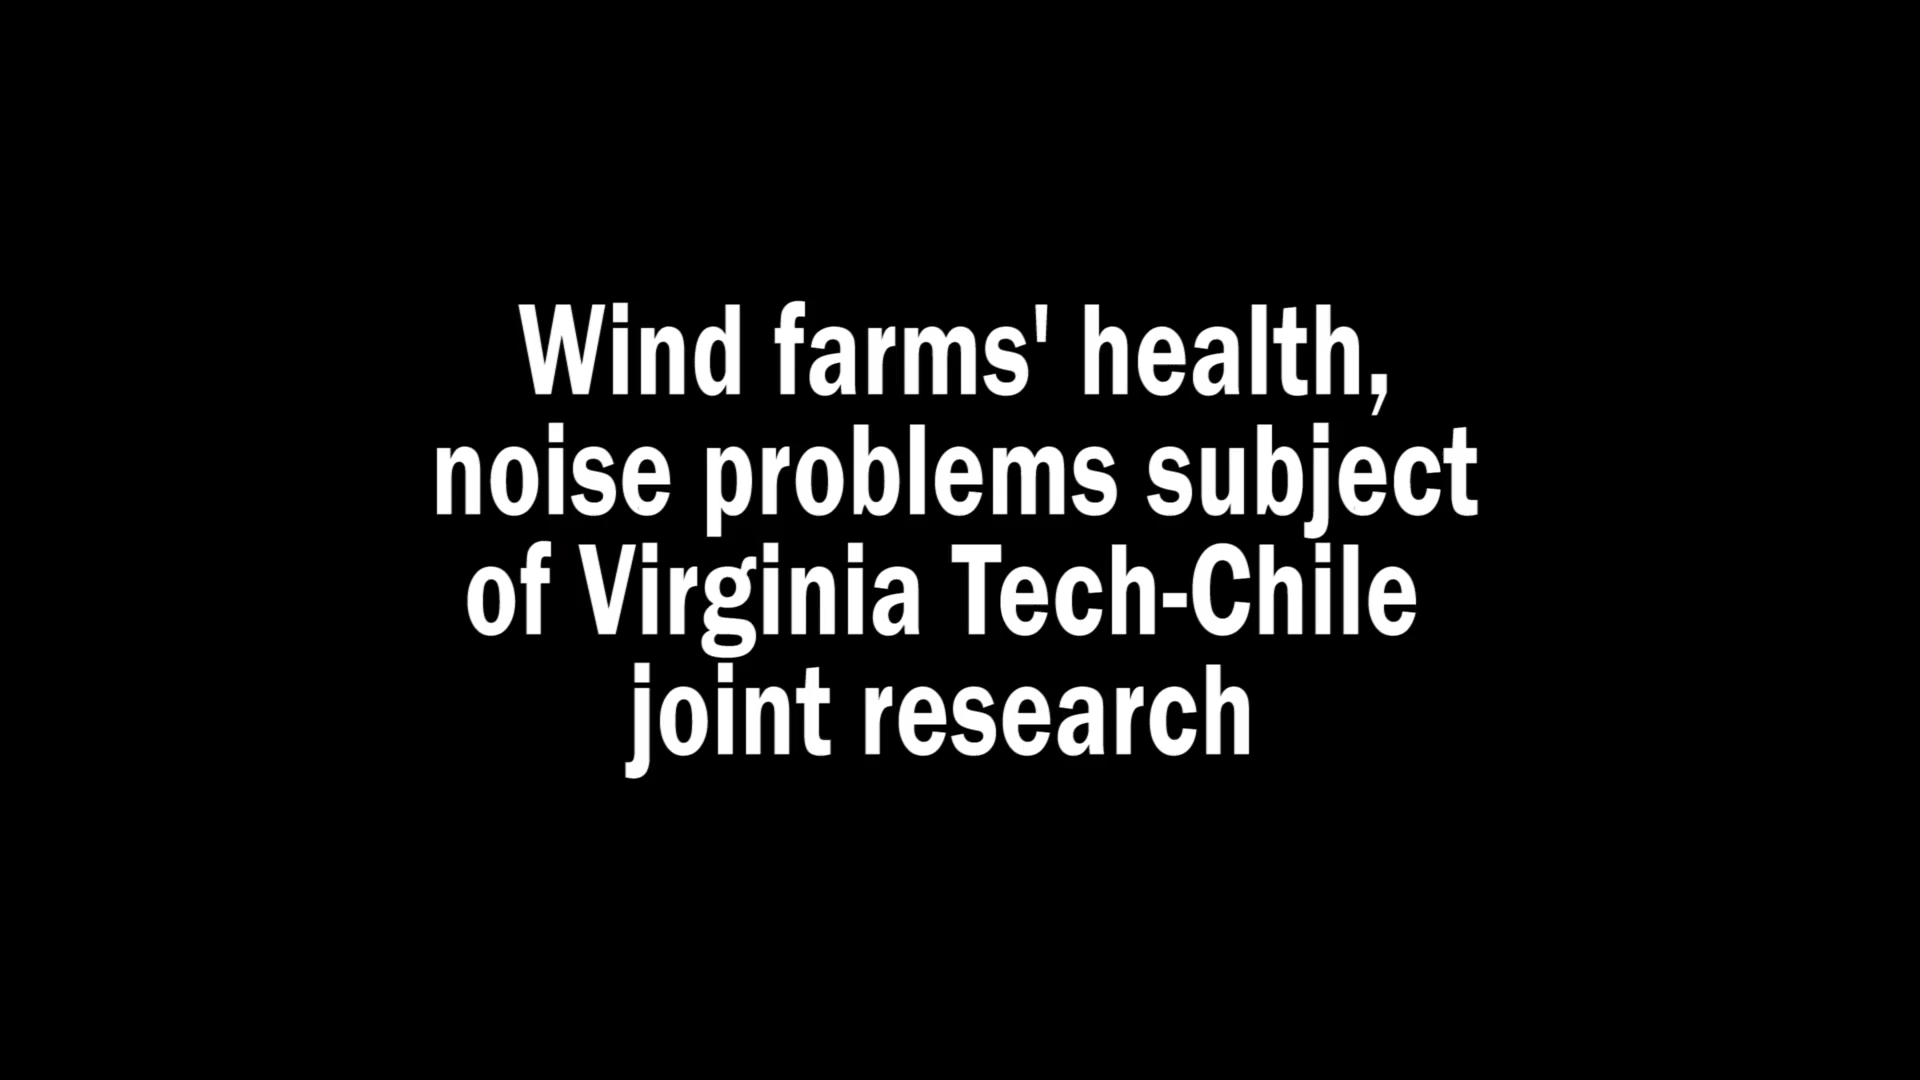 Wind farms' health,
noise problems subject
of Virginia Tech-Chile
joint research